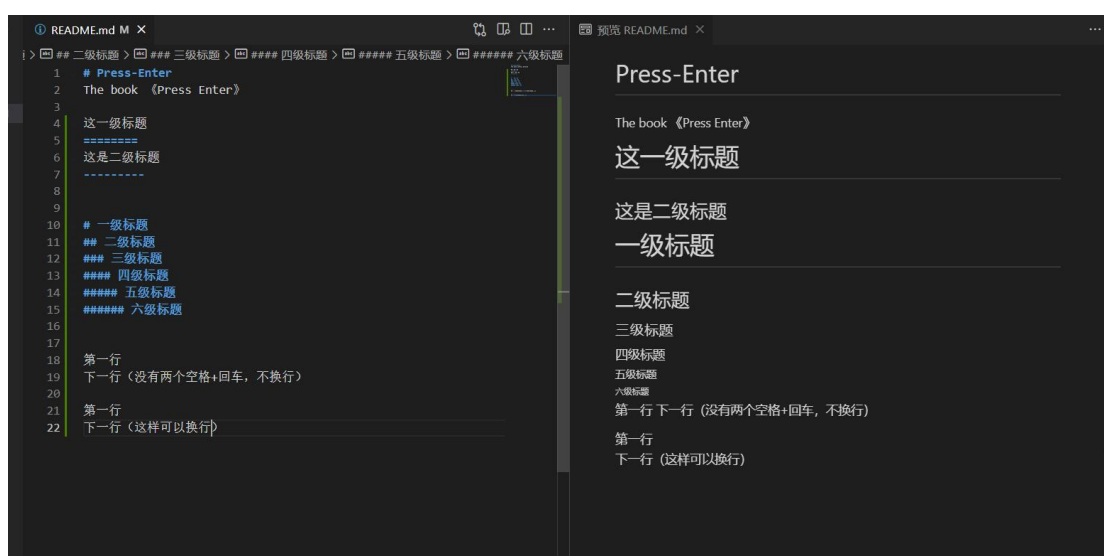 README.md M
## 二级标题 > ### 三级标题 > #### 四级标题 > ##### 五级标题 > ###### 六级标题
1 # Press-Enter
2 The book 《Press Enter》
3
4 这一级标题
5 ========
6 这是二级标题
7 ---------
8
9
10 # 一级标题
11 ## 二级标题
12 ### 三级标题
13 #### 四级标题
14 ##### 五级标题
15 ###### 六级标题
16
17
18 第一行
19 下一行（没有两个空格+回车，不换行）
20
21 第一行
22 下一行（这样可以换行）
预览 README.md
Press-Enter
The book 《Press Enter》
这一级标题
这是二级标题
一级标题
二级标题
三级标题
四级标题
五级标题
六级标题
第一行 下一行（没有两个空格+回车，不换行）
第一行
下一行（这样可以换行）